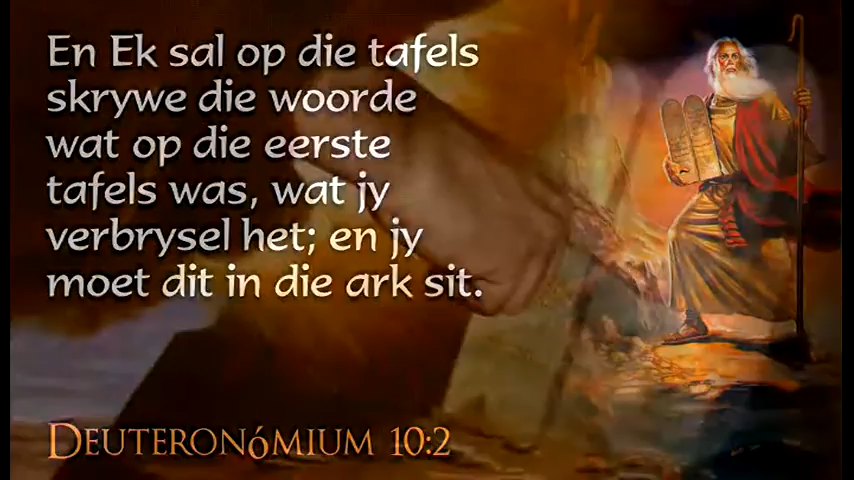 En Ek sal op die tafels
skrywe die woorde
wat op die eerste
tafels was, wat jy
verbrysel het; en jy
moet dit in die ark sit.
Deuteronómium 10:2